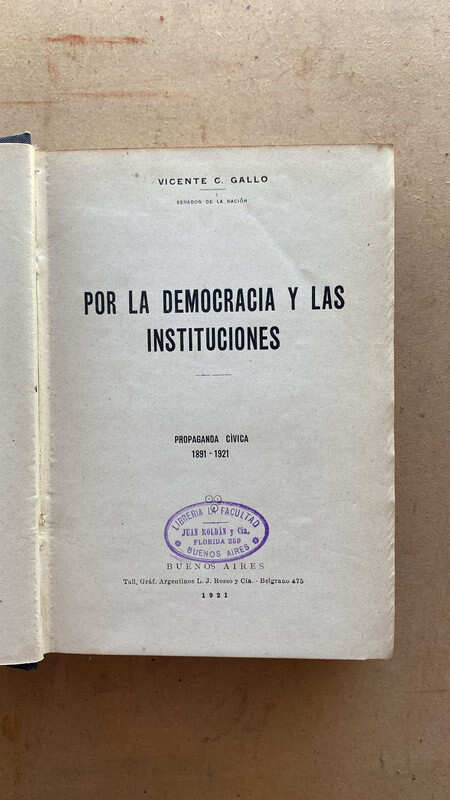 VICENTE C. GALLO
SENADOR DE LA NACIÓN
POR LA DEMOCRACIA Y LAS
INSTITUCIONES
PROPAGANDA CÍVICA
1891 - 1921
LIBRERIA LA FACULTAD
JUAN ROLDÁN y Cía.
FLORIDA 359
BUENOS AIRES
BUENOS AIRES
Tall. Gráf. Argentinos L. J. Rosso y Cía. - Belgrano 475
1921